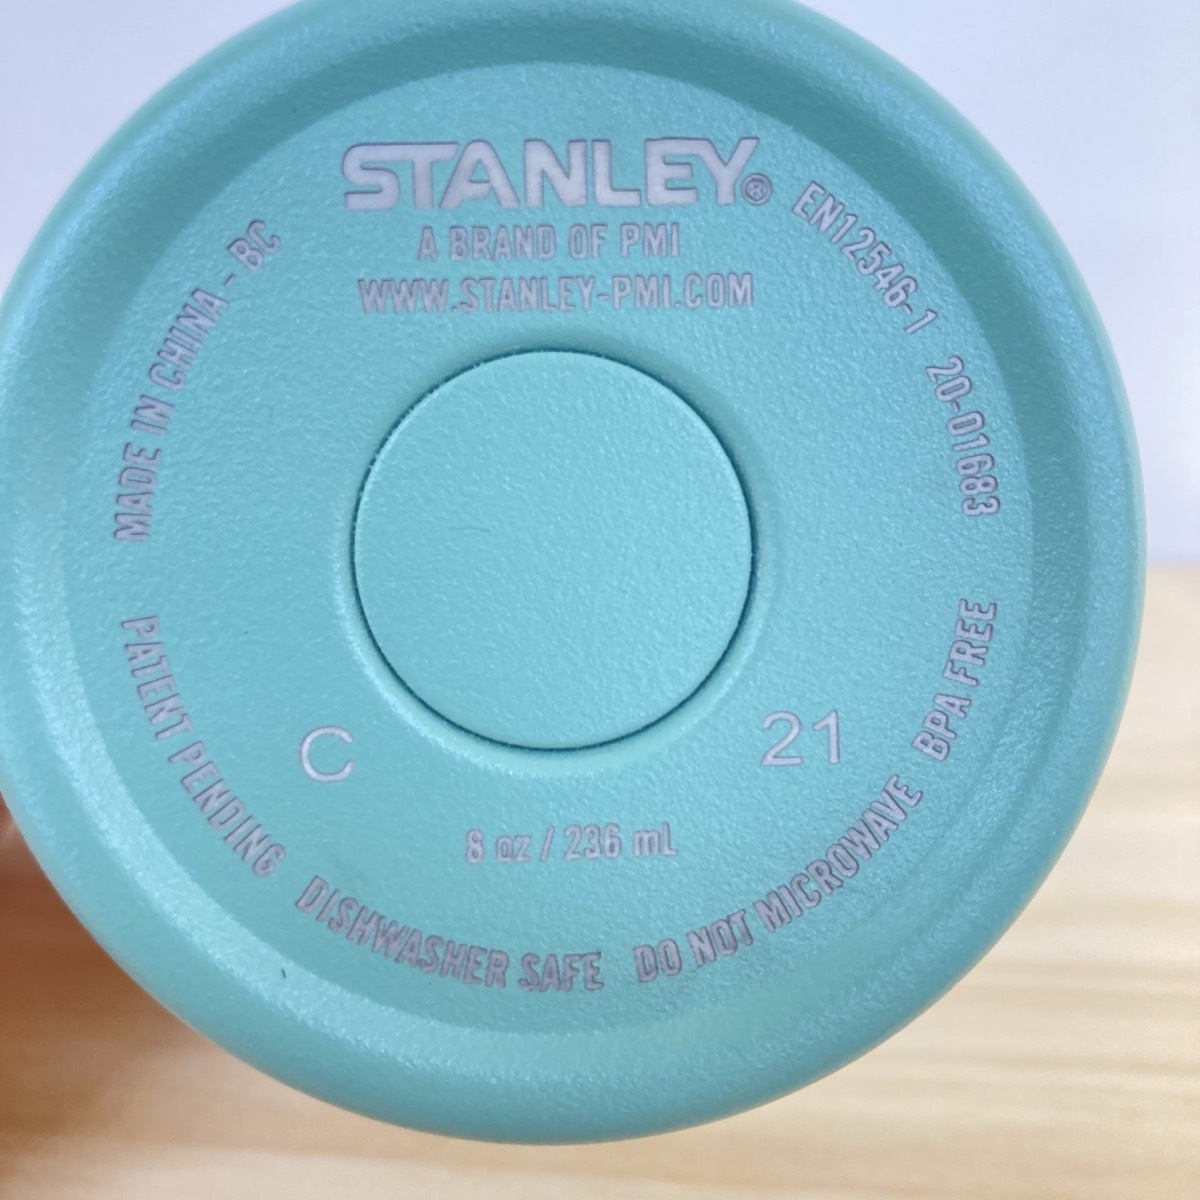 STANLEY®
A BRAND OF PMI
WWW.STANLEY-PMI.COM
EN12546-1 20-01683
MADE IN CHINA - BC
PATENT PENDING
C
21
8 oz / 236 mL
DISHWASHER SAFE DO NOT MICROWAVE BPA FREE